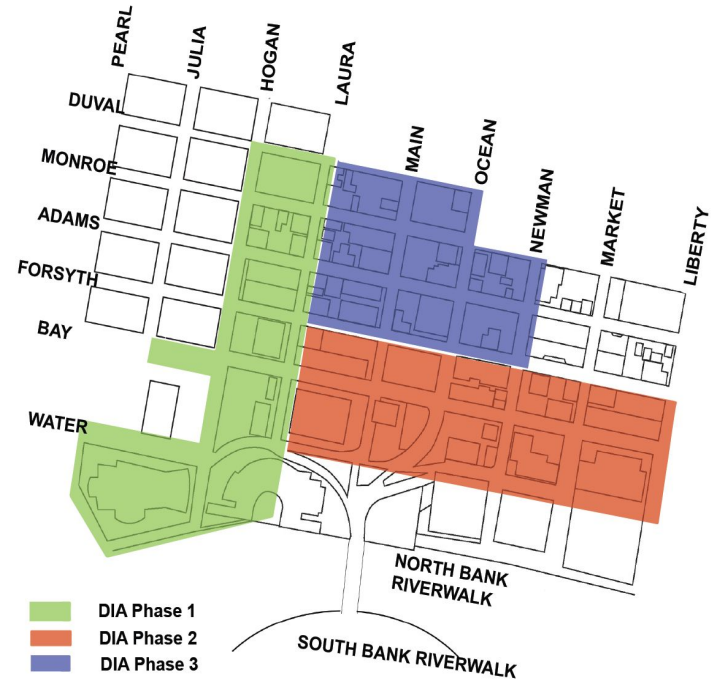 PEARL
JULIA
HOGAN
LAURA
MAIN
OCEAN
NEWMAN
MARKET
LIBERTY
DUVAL
MONROE
ADAMS
FORSYTH
BAY
WATER
NORTH BANK
RIVERWALK
SOUTH BANK RIVERWALK
DIA Phase 1
DIA Phase 2
DIA Phase 3